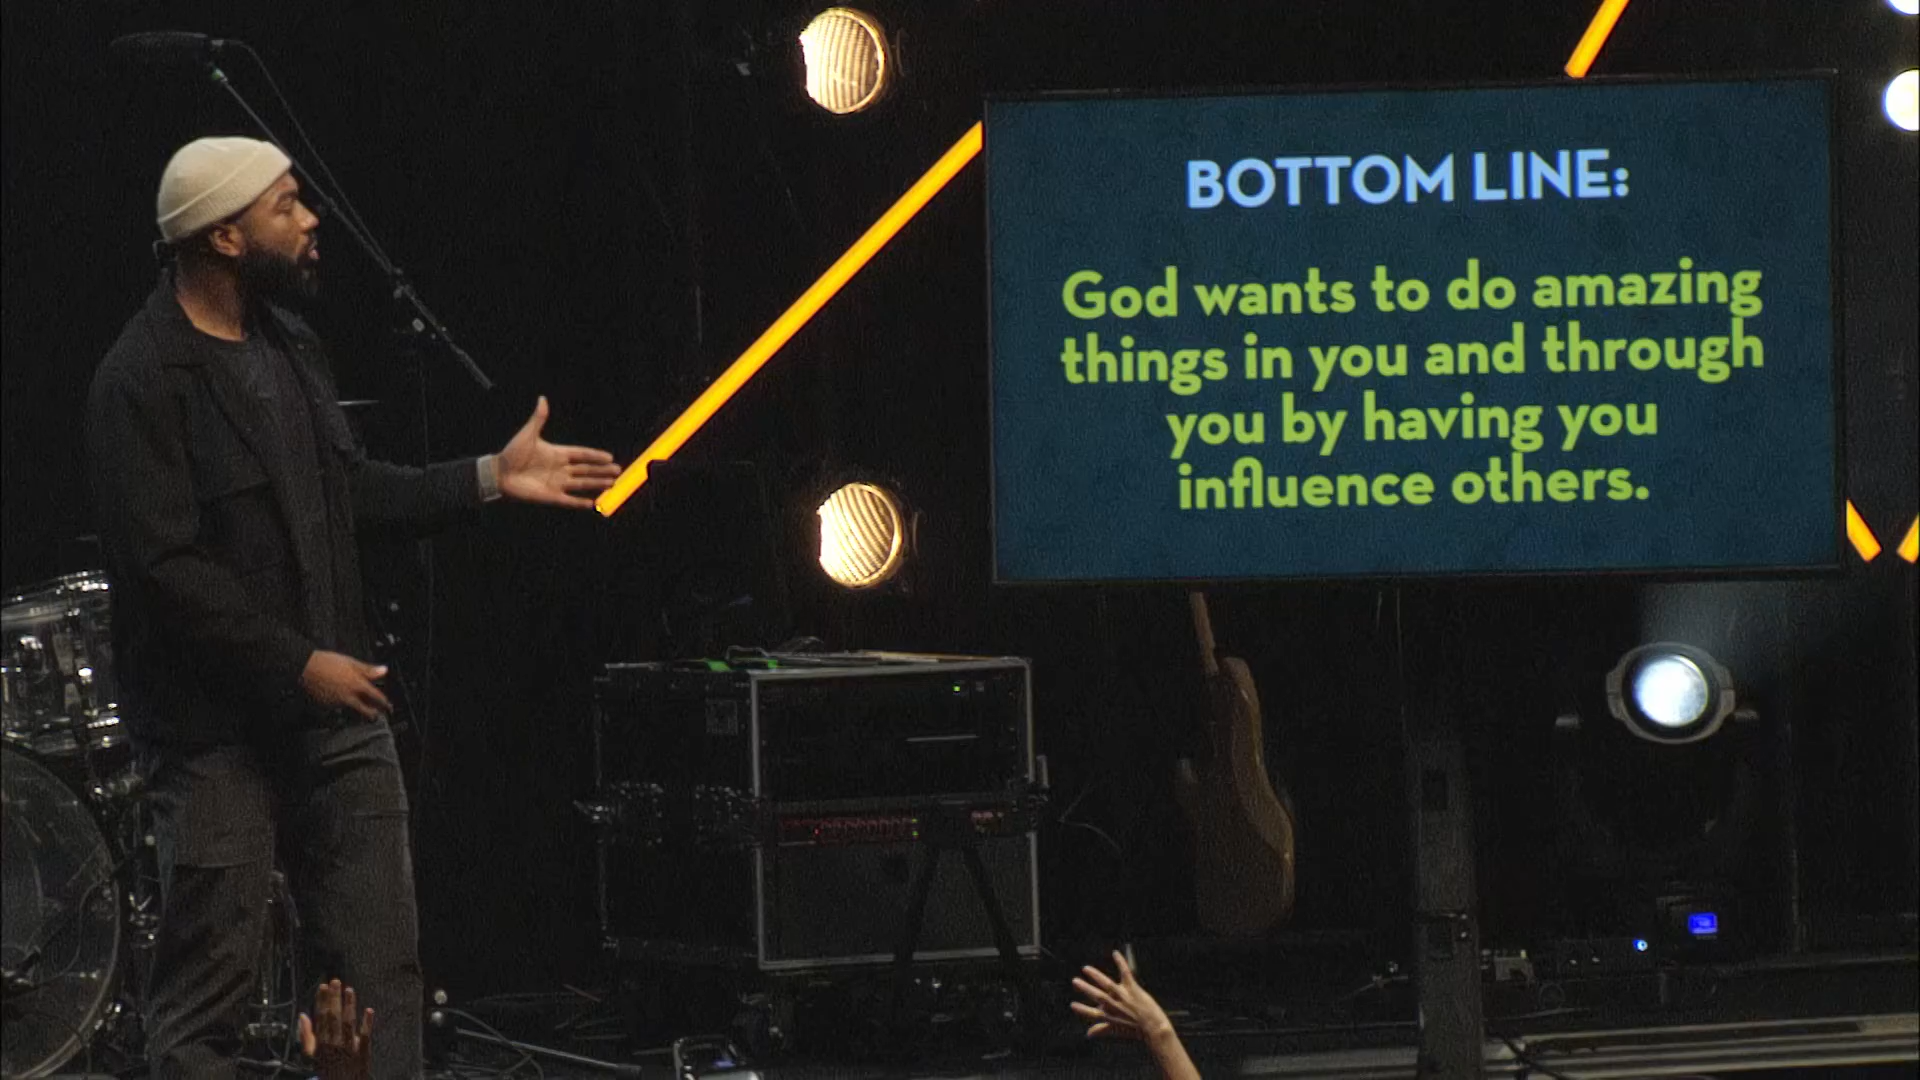 BOTTOM LINE:
God wants to do amazing
things in you and through
you by having you
influence others.